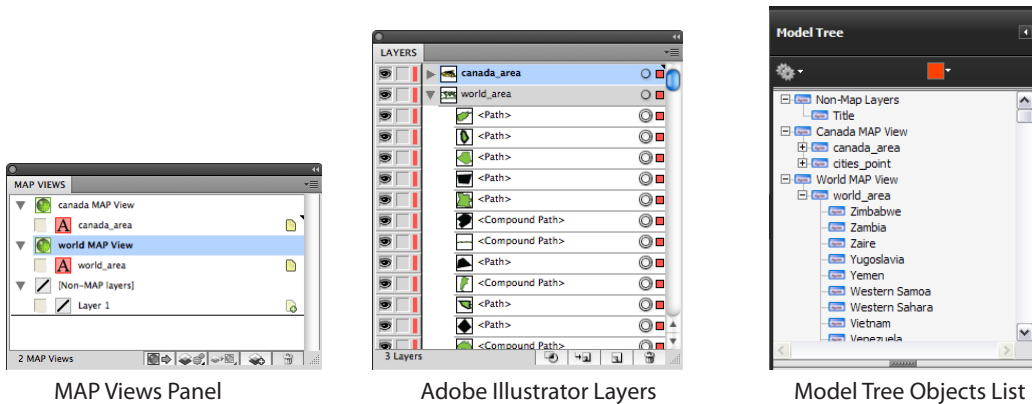 MAP VIEWS
canada MAP View
A canada_area
world MAP View
A world_area
[Non-MAP layers]
Layer 1
2 MAP Views
MAP Views Panel
LAYERS
canada_area
world_area
<Path>
<Path>
<Path>
<Path>
<Path>
<Compound Path>
<Compound Path>
<Path>
<Compound Path>
<Path>
<Path>
<Compound Path>
3 Layers
Adobe Illustrator Layers
Model Tree
Non-Map Layers
Title
Canada MAP View
canada_area
cities_point
World MAP View
world_area
Zimbabwe
Zambia
Zaire
Yugoslavia
Yemen
Western Samoa
Western Sahara
Vietnam
Venezuela
Model Tree Objects List